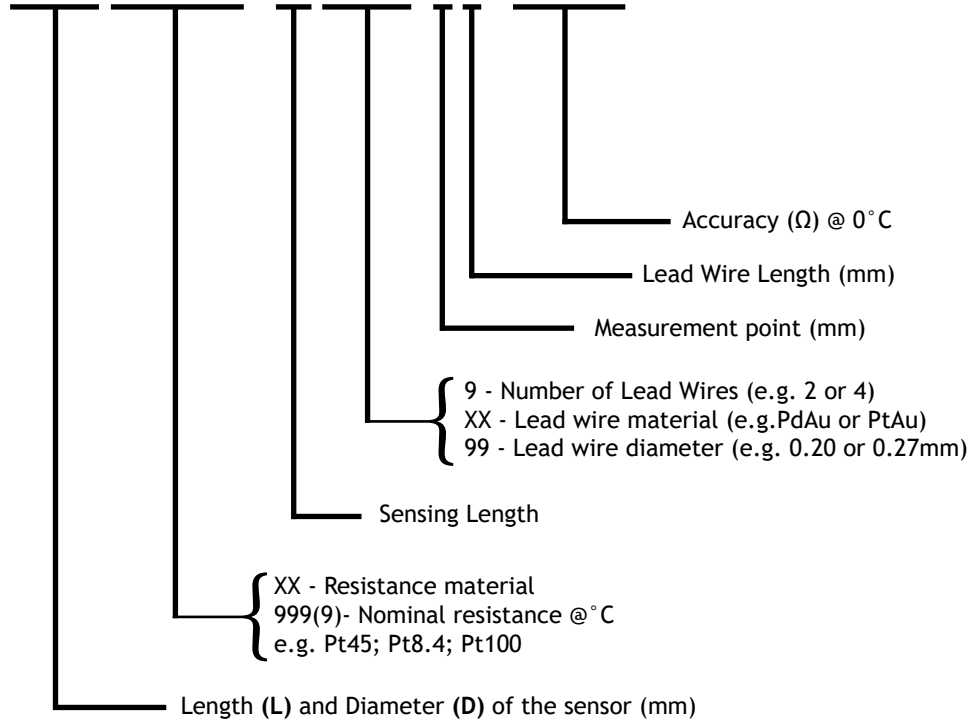 Accuracy (Ω) @ 0°C
Lead Wire Length (mm)
Measurement point (mm)
9 - Number of Lead Wires (e.g. 2 or 4)
XX - Lead wire material (e.g.PdAu or PtAu)
99 - Lead wire diameter (e.g. 0.20 or 0.27mm)
Sensing Length
XX - Resistance material
999(9)- Nominal resistance @°C
e.g. Pt45; Pt8.4; Pt100
Length (L) and Diameter (D) of the sensor (mm)